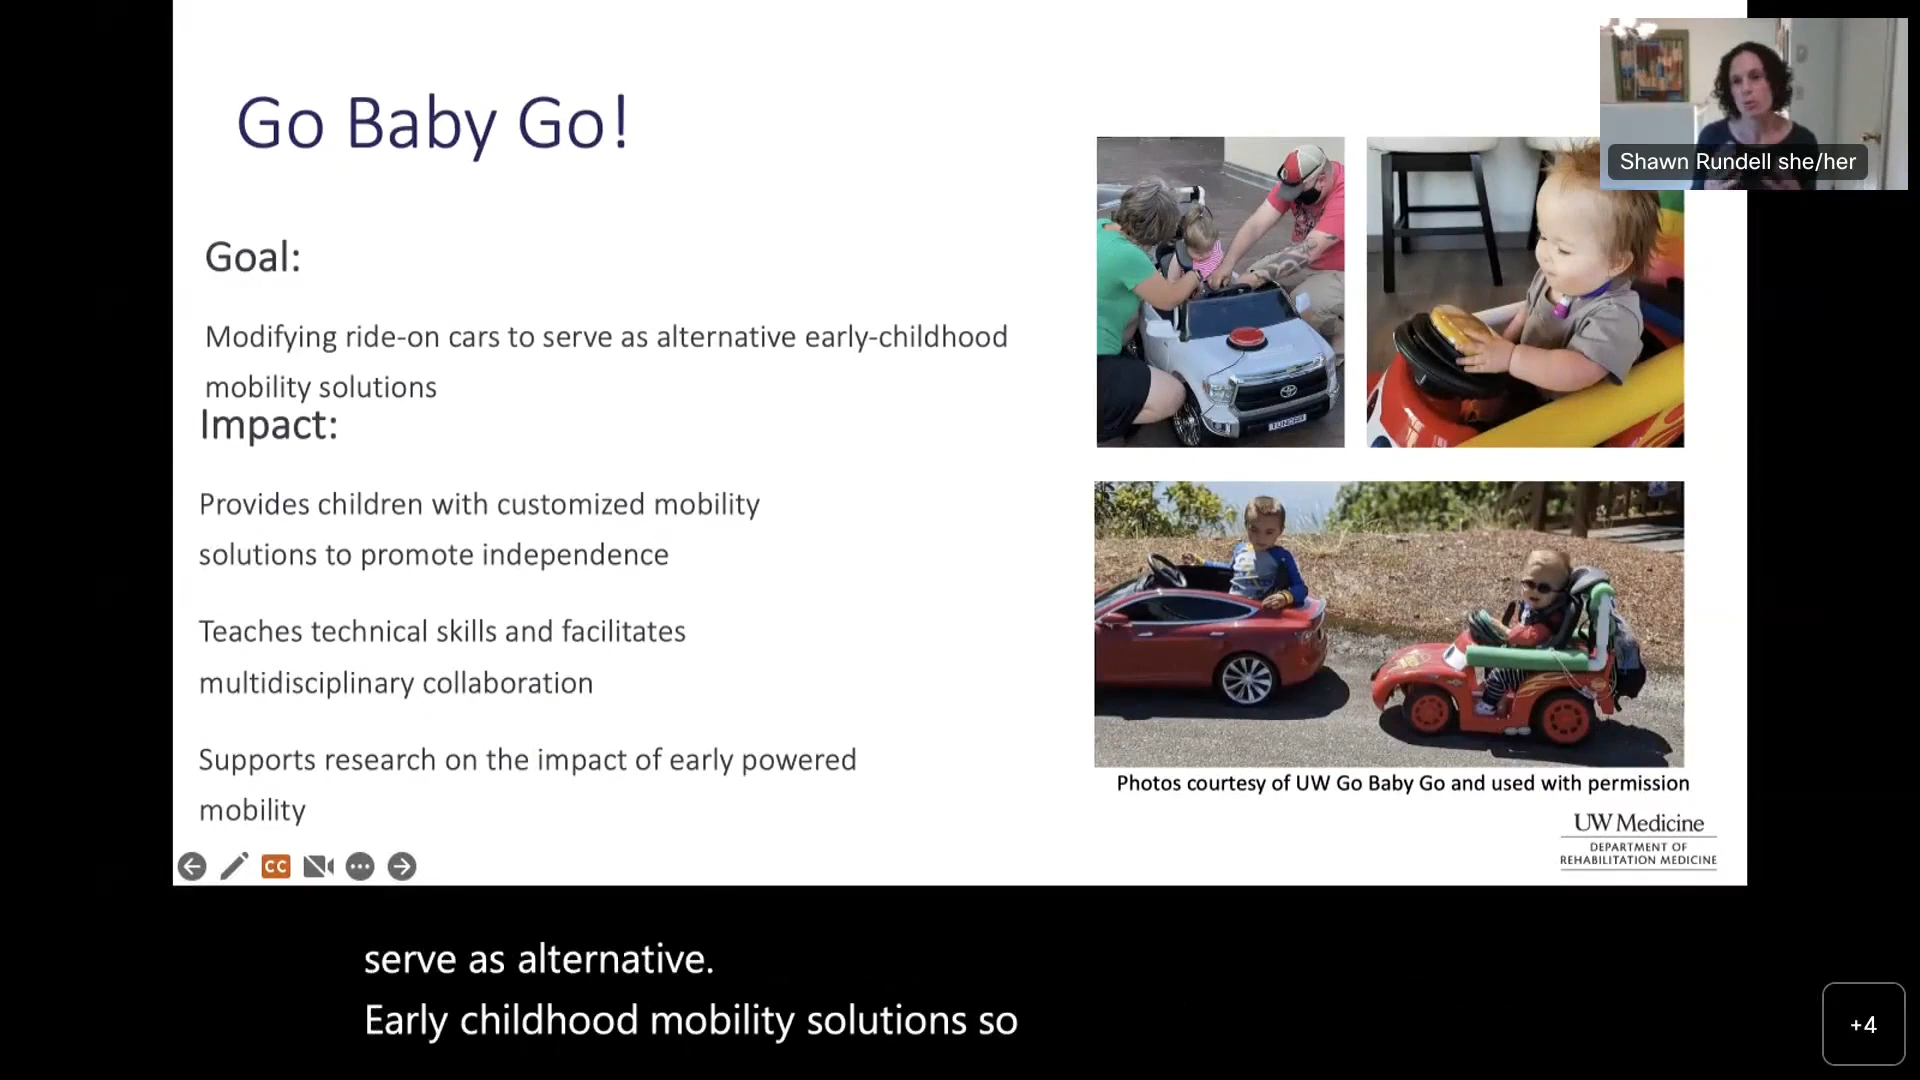 Go Baby Go!
Goal:
Modifying ride-on cars to serve as alternative early-childhood
mobility solutions
Impact:
Provides children with customized mobility
solutions to promote independence
Teaches technical skills and facilitates
multidisciplinary collaboration
Supports research on the impact of early powered
mobility
Shawn Rundell she/her
TUNDRA
Photos courtesy of UW Go Baby Go and used with permission
UW Medicine
DEPARTMENT OF
REHABILITATION MEDICINE
CC
serve as alternative.
Early childhood mobility solutions so
+4